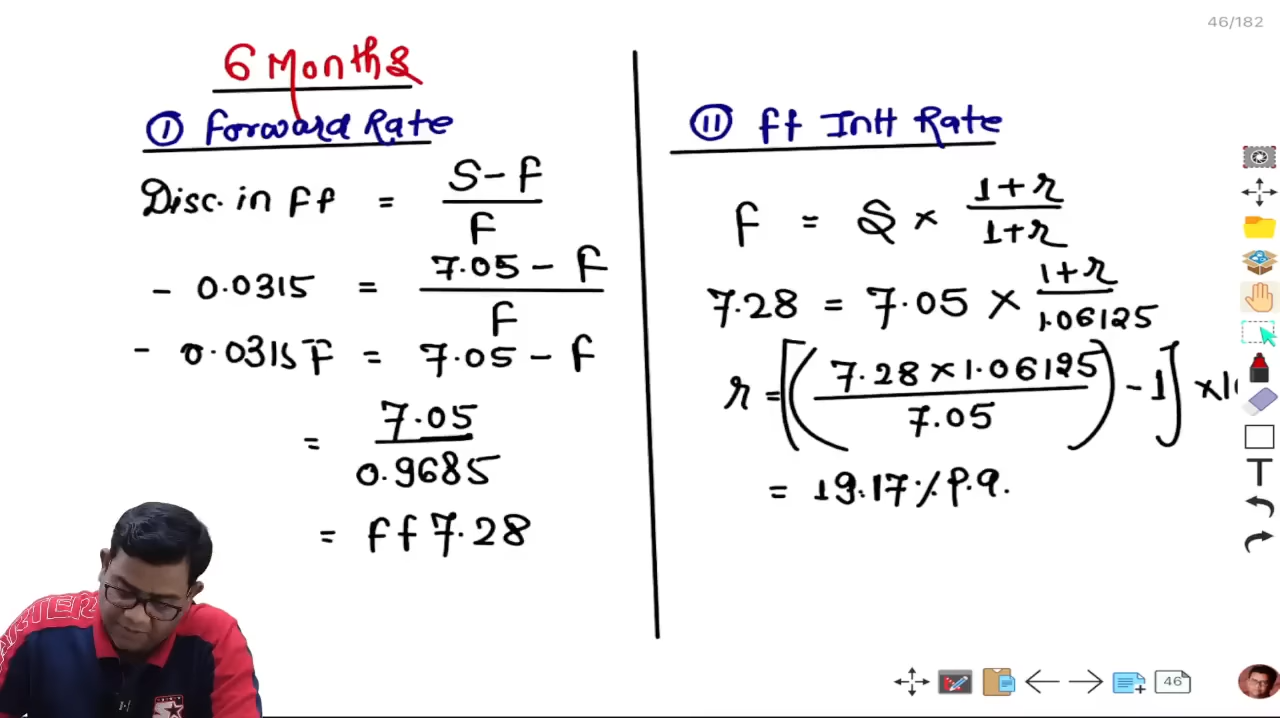 46/182
6 Months
① Forward Rate
Disc. in Ff = S - F / F
- 0.0315 = 7.05 - F / F
- 0.0315 F = 7.05 - F
= 7.05 / 0.9685
= Ff 7.28
⑪ Ff Intt Rate
F = S × 1+r / 1+r
7.28 = 7.05 × 1+r / 1.06125
r = [(7.28 × 1.06125 / 7.05) - 1] ×
= 19.17% P.a.
T
46